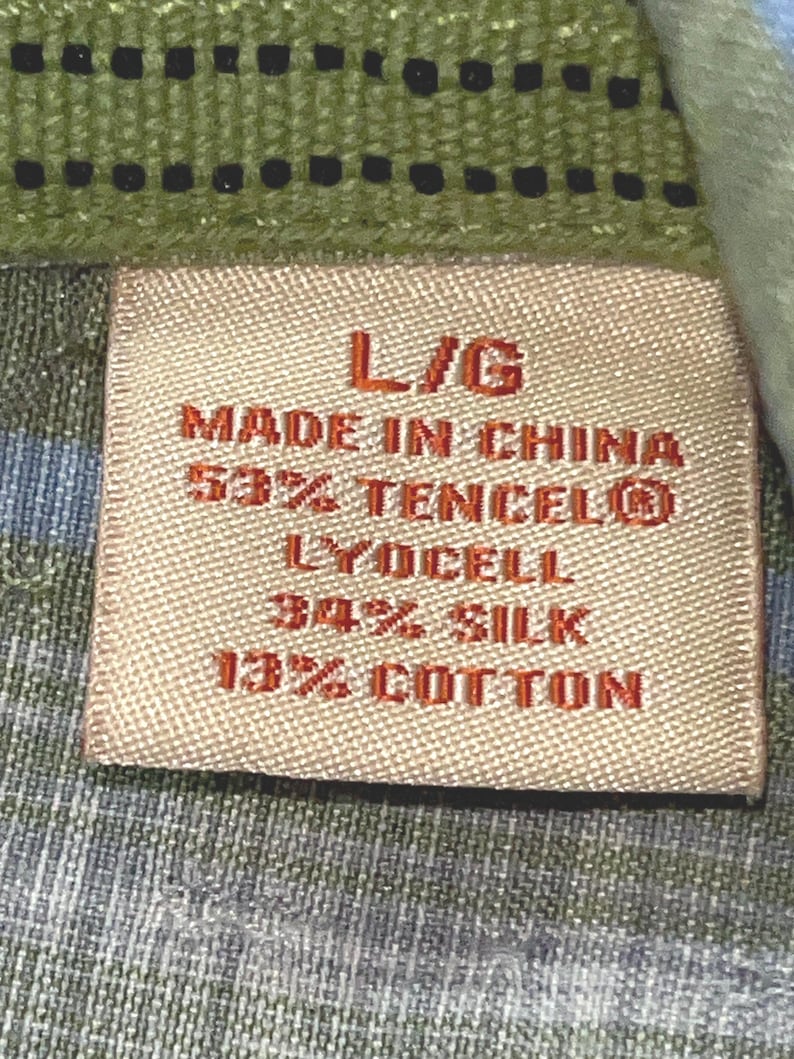 L/G
MADE IN CHINA
53% TENCEL®
LYOCELL
34% SILK
13% COTTON